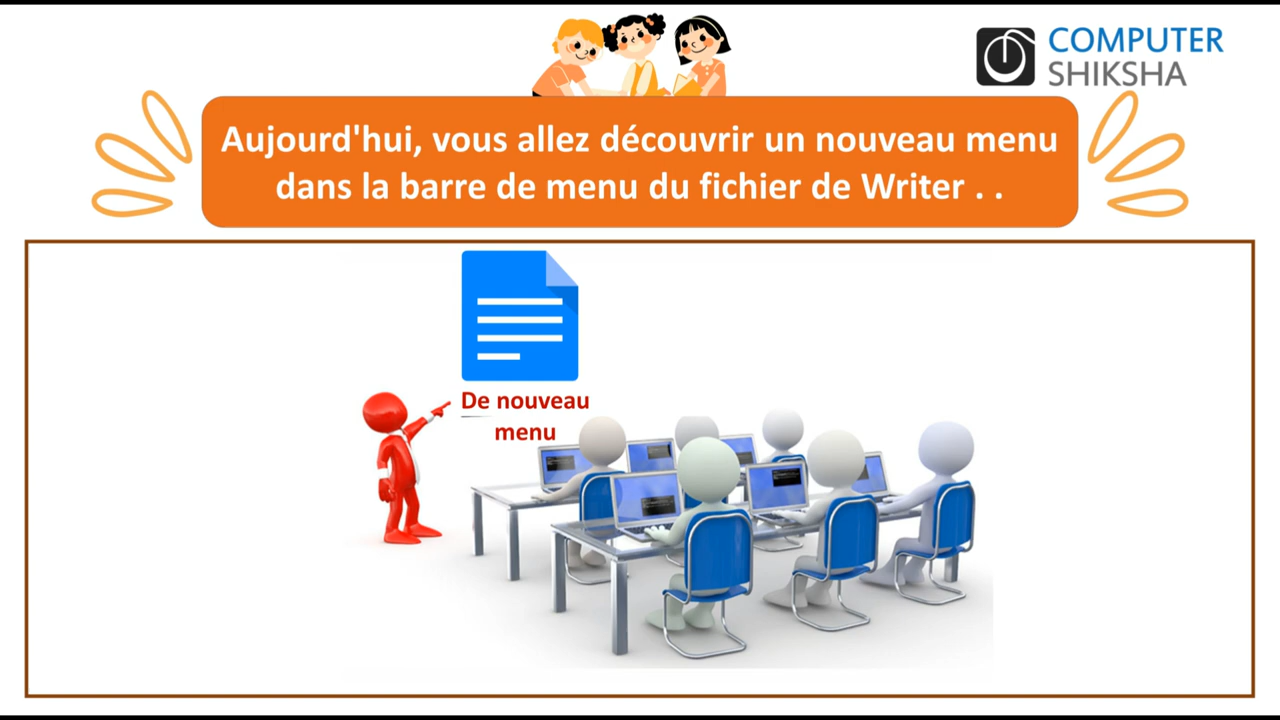 COMPUTER
SHIKSHA
Aujourd'hui, vous allez découvrir un nouveau menu
dans la barre de menu du fichier de Writer . .
De nouveau
menu